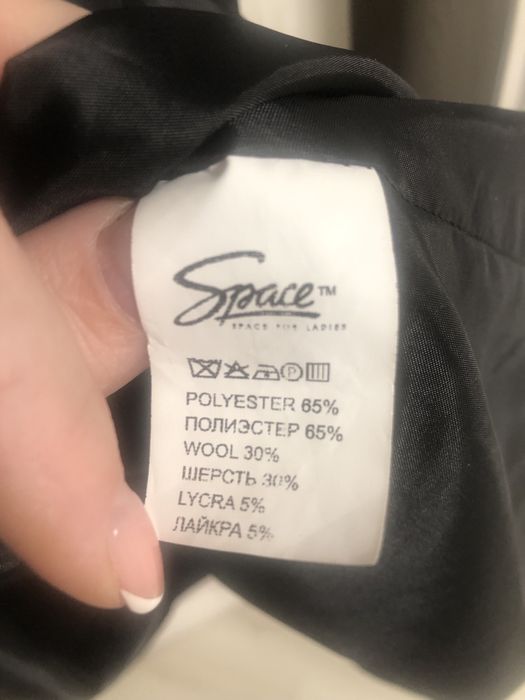 Space™
SPACE FOR LADIES
P
POLYESTER 65%
ПОЛИЭСТЕР 65%
WOOL 30%
ШЕРСТЬ 30%
LYCRA 5%
ЛАЙКРА 5%